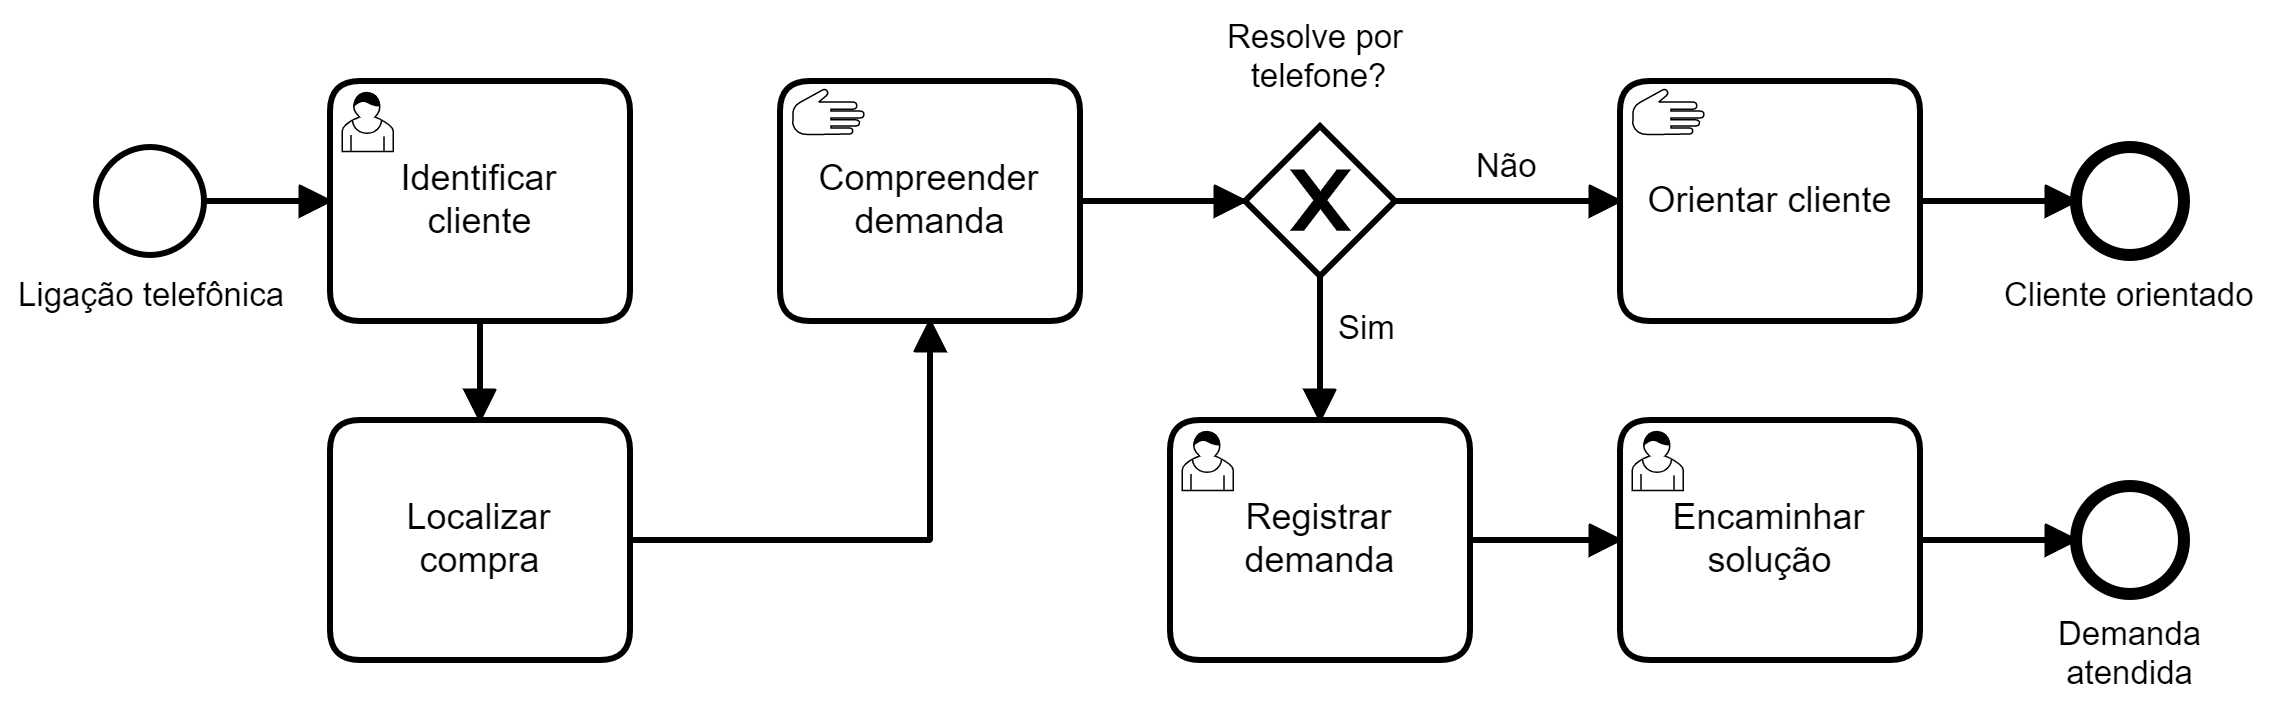 Ligação telefônica
Identificar
cliente
Localizar
compra
Compreender
demanda
Resolve por
telefone?
Não
Sim
Orientar cliente
Cliente orientado
Registrar
demanda
Encaminhar
solução
Demanda
atendida